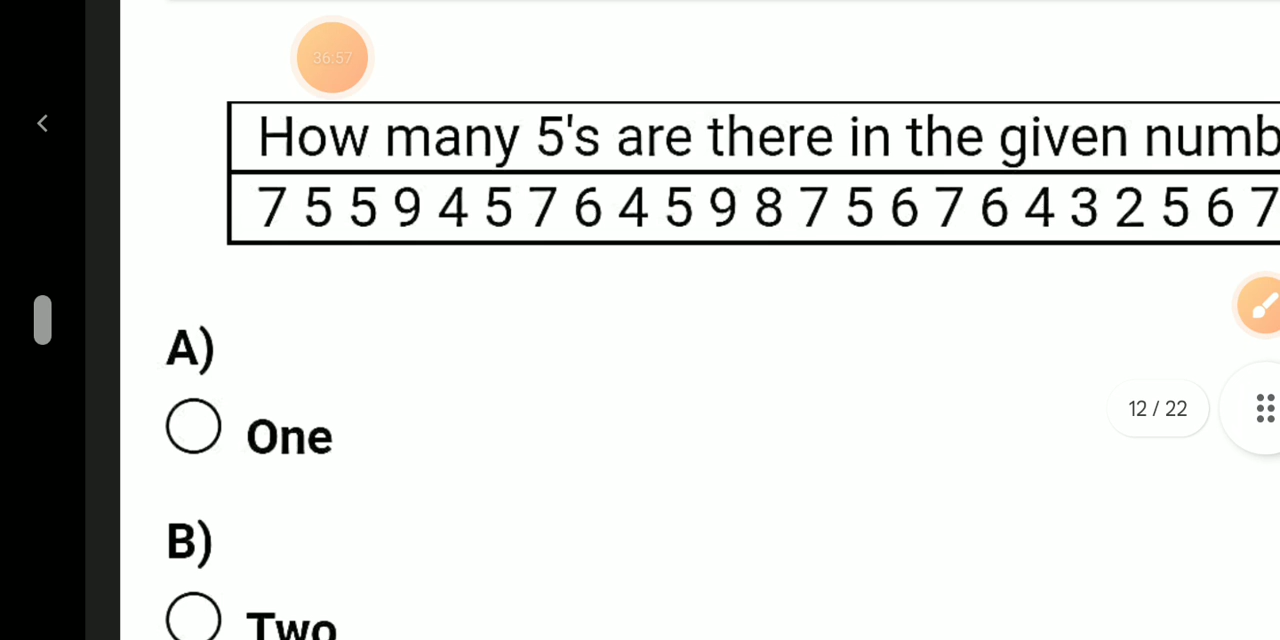 36:57
How many 5's are there in the given numb
7 5 5 9 4 5 7 6 4 5 9 8 7 5 6 7 6 4 3 2 5 6 7
A)
12 / 22
One
B)
Two